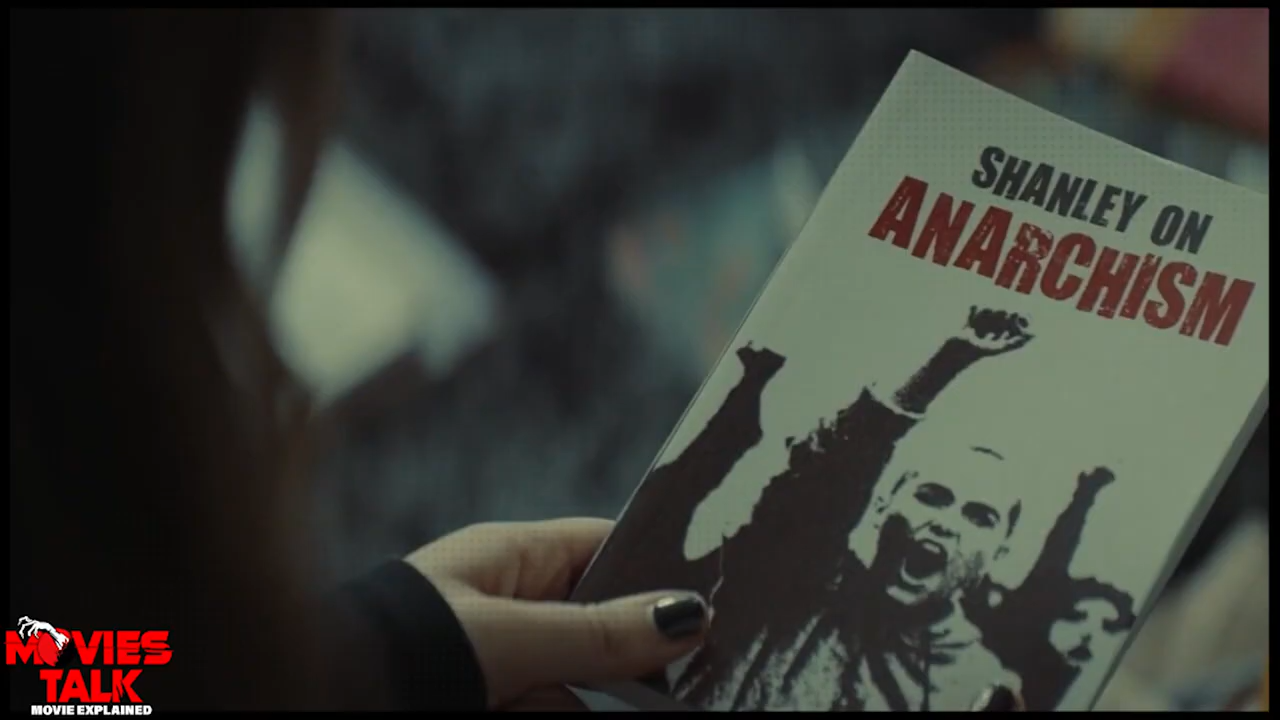 SHANLEY ON
ANARCHISM
MOVIES
TALK
MOVIE EXPLAINED